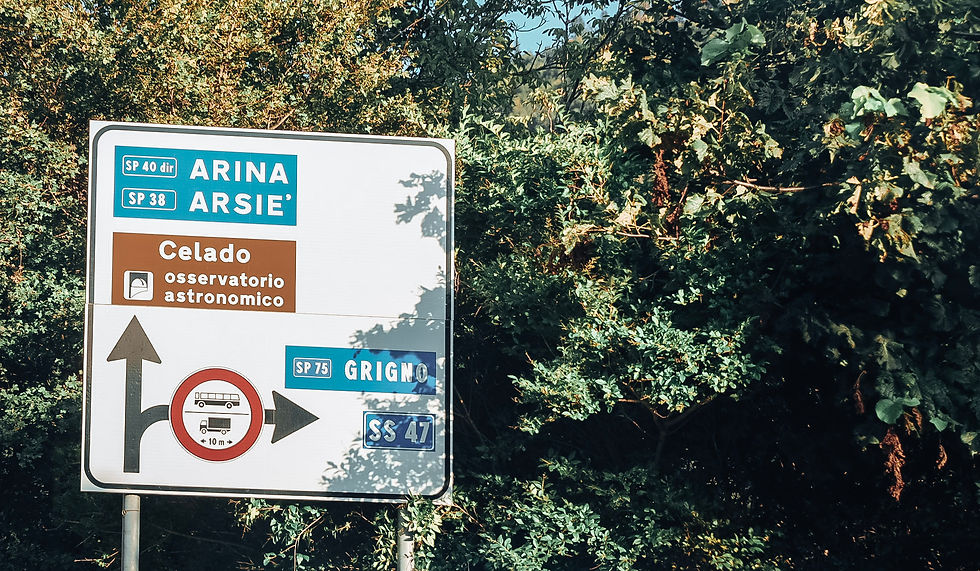 SP 40 dir ARINA
SP 38 ARSIE'
Celado
osservatorio
astronomico
SP 75 GRIGNO
SS 47
10 m